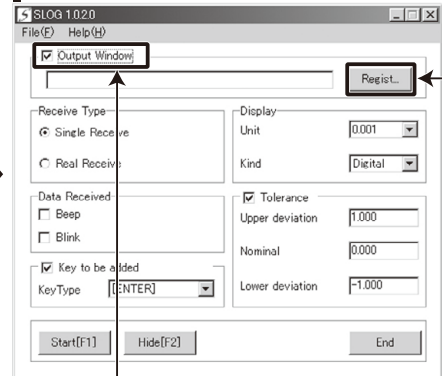 SLOG 1.0.2.0
File(F) Help(H)
Output Window
Regist...
Receive Type
Single Receive
Real Receive
Display
Unit 0.001
Kind Digital
Data Received
Beep
Blink
Key to be added
KeyType [ENTER]
Tolerance
Upper deviation 1.000
Nominal 0.000
Lower deviation -1.000
Start[F1] Hide[F2] End